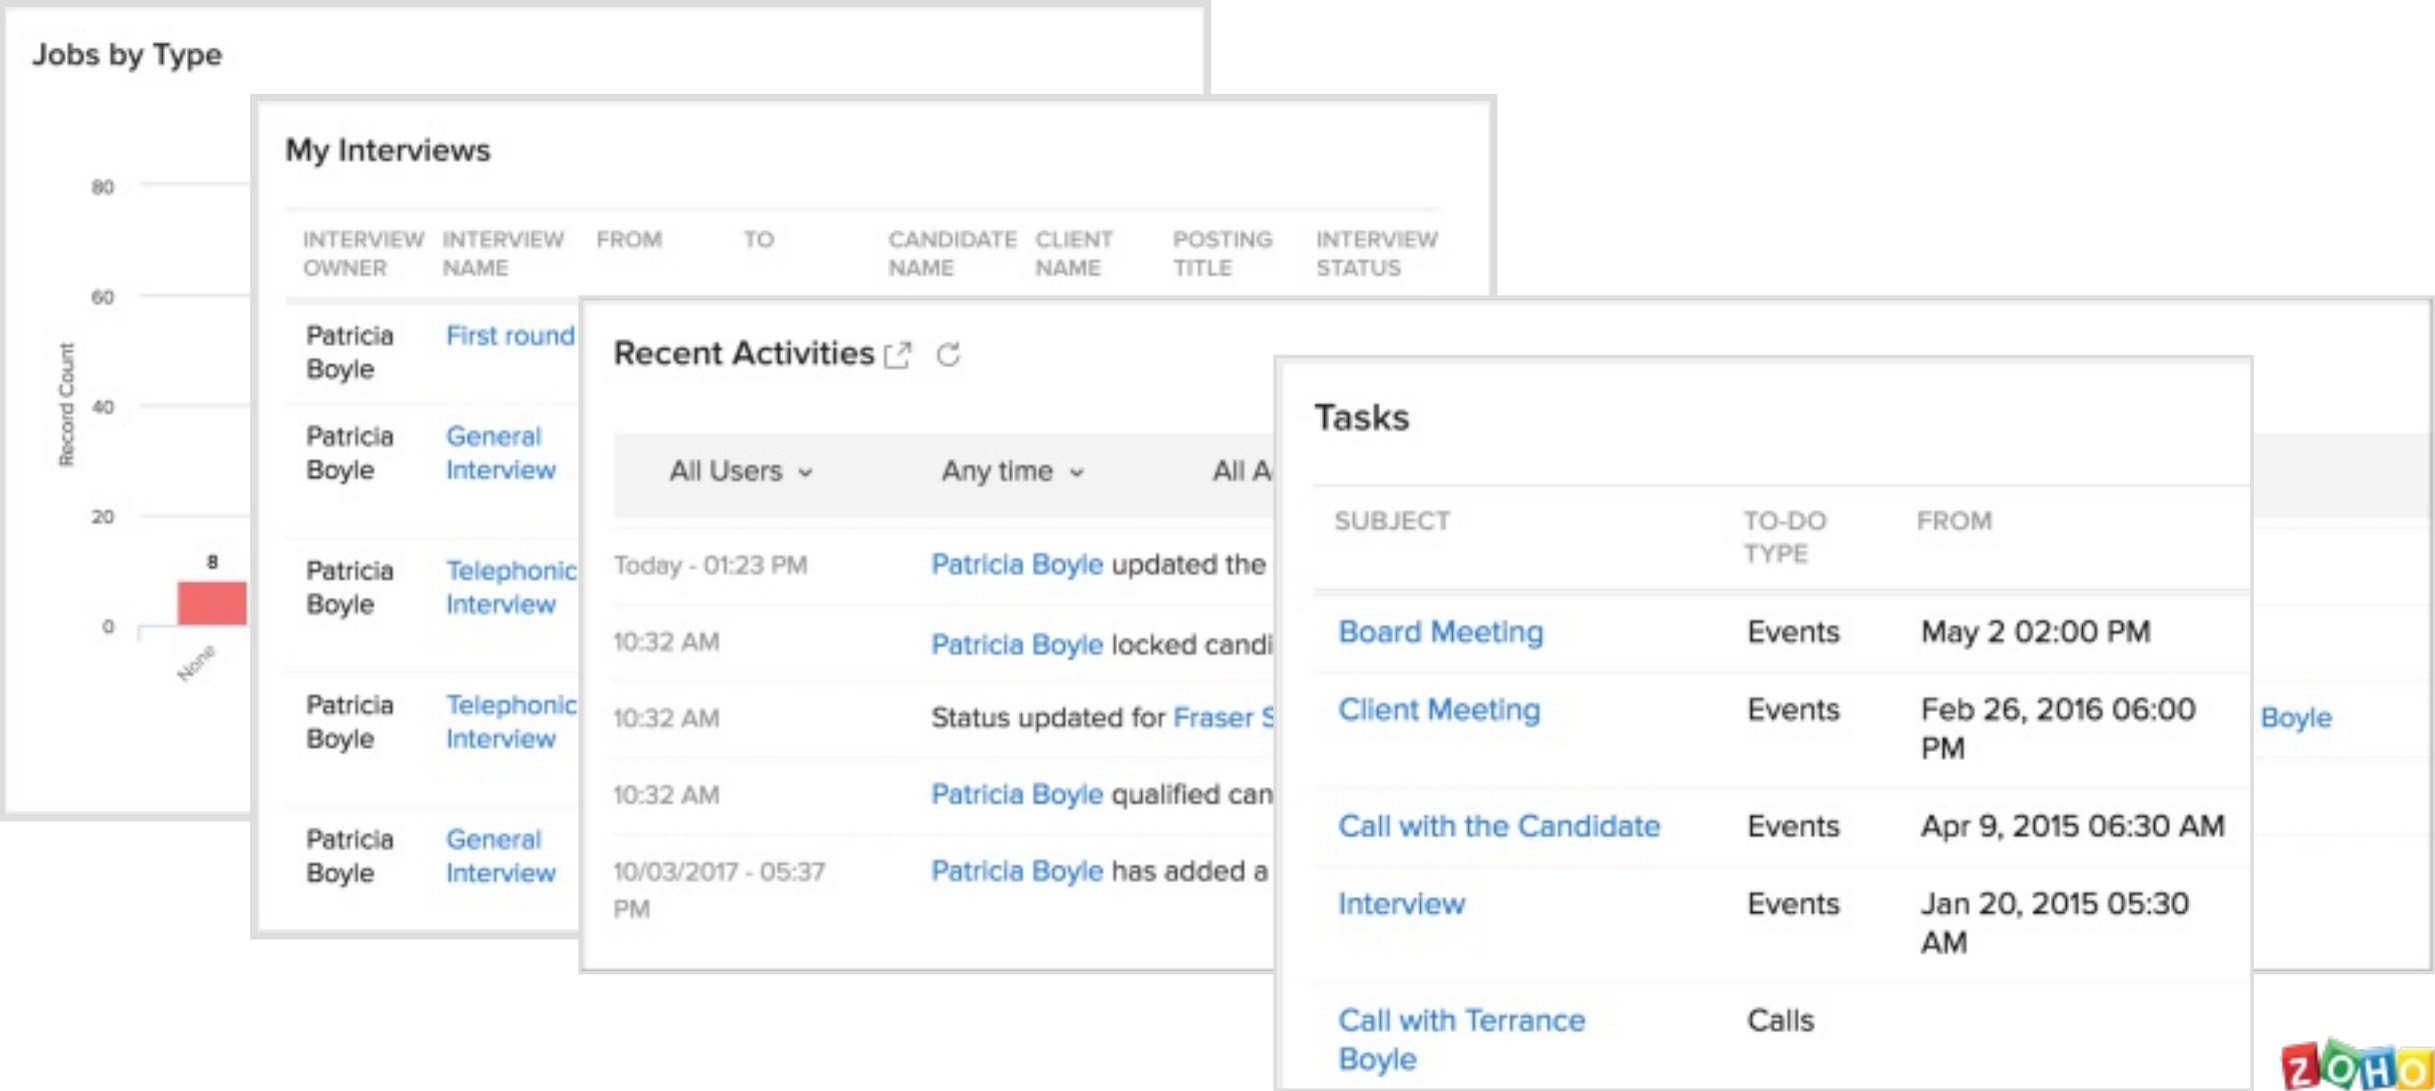 Jobs by Type
80
60
40
20
0
Record Count
8
None
My Interviews
INTERVIEW OWNER
INTERVIEW NAME
FROM
TO
CANDIDATE NAME
CLIENT NAME
POSTING TITLE
INTERVIEW STATUS
Patricia Boyle
First round
Patricia Boyle
General Interview
Patricia Boyle
Telephonic Interview
Patricia Boyle
Telephonic Interview
Patricia Boyle
General Interview
Recent Activities
All Users
Any time
All A
Today - 01:23 PM
Patricia Boyle updated the
10:32 AM
Patricia Boyle locked candi
10:32 AM
Status updated for Fraser S
Boyle
10:32 AM
Patricia Boyle qualified can
10/03/2017 - 05:37 PM
Patricia Boyle has added a
Tasks
SUBJECT
TO-DO TYPE
FROM
Board Meeting
Events
May 2 02:00 PM
Client Meeting
Events
Feb 26, 2016 06:00 PM
Call with the Candidate
Events
Apr 9, 2015 06:30 AM
Interview
Events
Jan 20, 2015 05:30 AM
Call with Terrance Boyle
Calls
ZOHO